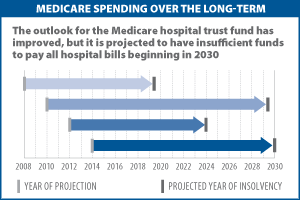 MEDICARE SPENDING OVER THE LONG-TERM
The outlook for the Medicare hospital trust fund has
improved, but it is projected to have insufficient funds
to pay all hospital bills beginning in 2030
2008 2010 2012 2014 2016 2018 2020 2022 2024 2026 2028 2030
YEAR OF PROJECTION PROJECTED YEAR OF INSOLVENCY